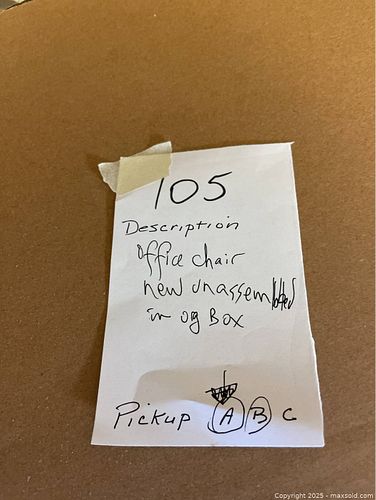 105
Description
office chair
new unassembled
in og Box
Pickup A B C
Copyright 2025 - maxsold.com